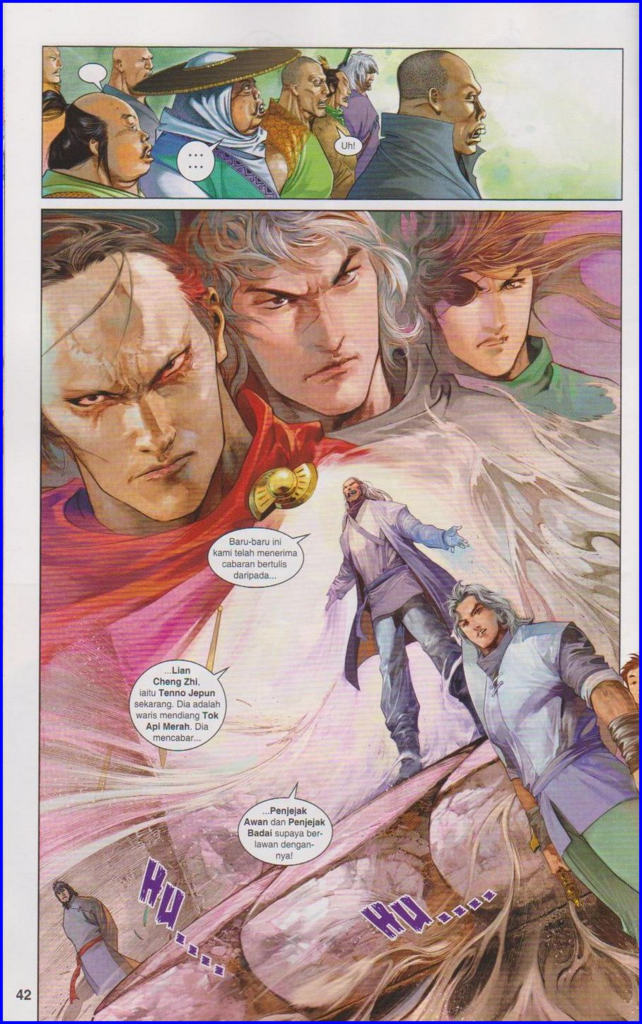 ...
...
Uh!
Baru-baru ini
kami telah menerima
cabaran bertulis
daripada...
...Lian
Cheng Zhi,
iaitu Tenno Jepun
sekarang. Dia adalah
waris mendiang Tok
Api Merah. Dia
mencabar...
...Penjejak
Awan dan Penjejak
Badai supaya ber-
lawan dengan-
nya!
HU....
HU....
42